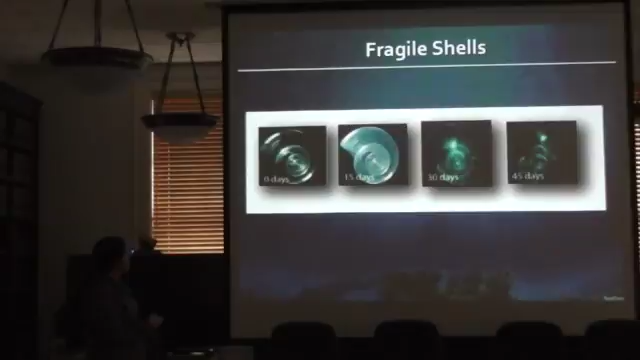 Fragile Shells
0 days
15 days
30 days
45 days